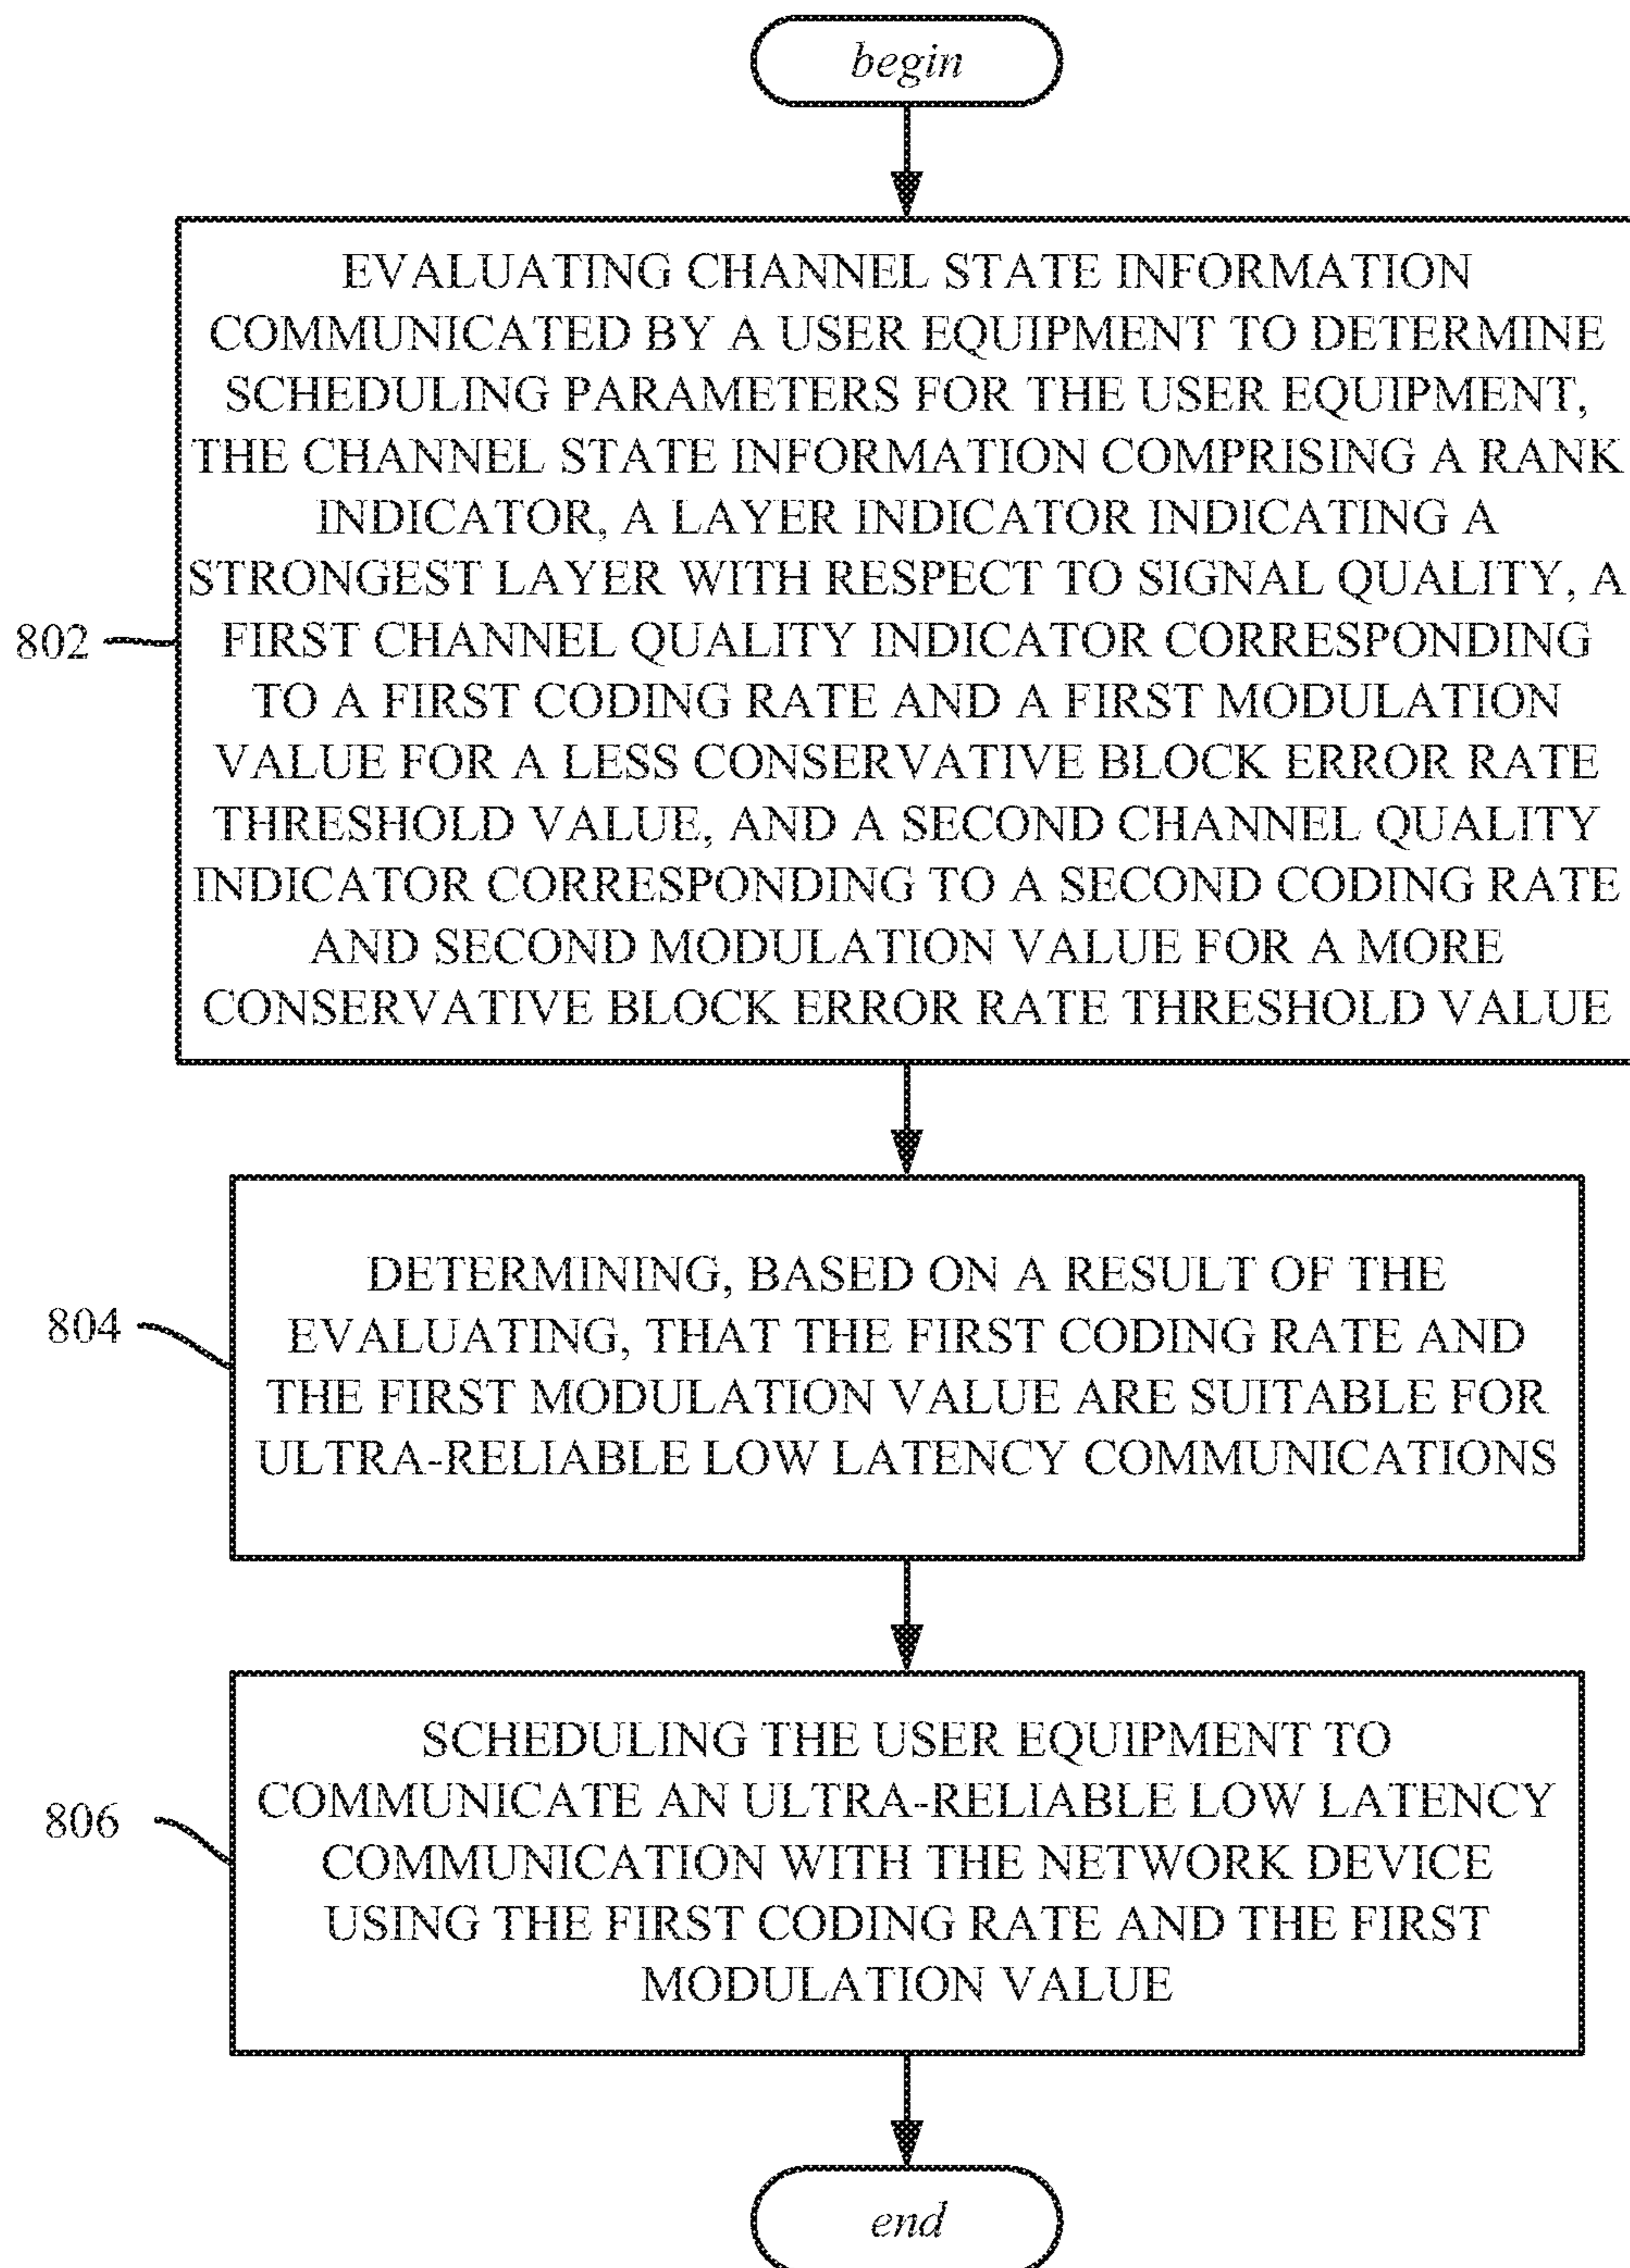 begin
EVALUATING CHANNEL STATE INFORMATION
COMMUNICATED BY A USER EQUIPMENT TO DETERMINE
SCHEDULING PARAMETERS FOR THE USER EQUIPMENT,
THE CHANNEL STATE INFORMATION COMPRISING A RANK
INDICATOR, A LAYER INDICATOR INDICATING A
STRONGEST LAYER WITH RESPECT TO SIGNAL QUALITY, A
802
FIRST CHANNEL QUALITY INDICATOR CORRESPONDING
TO A FIRST CODING RATE AND A FIRST MODULATION
VALUE FOR A LESS CONSERVATIVE BLOCK ERROR RATE
THRESHOLD VALUE, AND A SECOND CHANNEL QUALITY
INDICATOR CORRESPONDING TO A SECOND CODING RATE
AND SECOND MODULATION VALUE FOR A MORE
CONSERVATIVE BLOCK ERROR RATE THRESHOLD VALUE
DETERMINING, BASED ON A RESULT OF THE
804
EVALUATING, THAT THE FIRST CODING RATE AND
THE FIRST MODULATION VALUE ARE SUITABLE FOR
ULTRA-RELIABLE LOW LATENCY COMMUNICATIONS
SCHEDULING THE USER EQUIPMENT TO
COMMUNICATE AN ULTRA-RELIABLE LOW LATENCY
806
COMMUNICATION WITH THE NETWORK DEVICE
USING THE FIRST CODING RATE AND THE FIRST
MODULATION VALUE
end